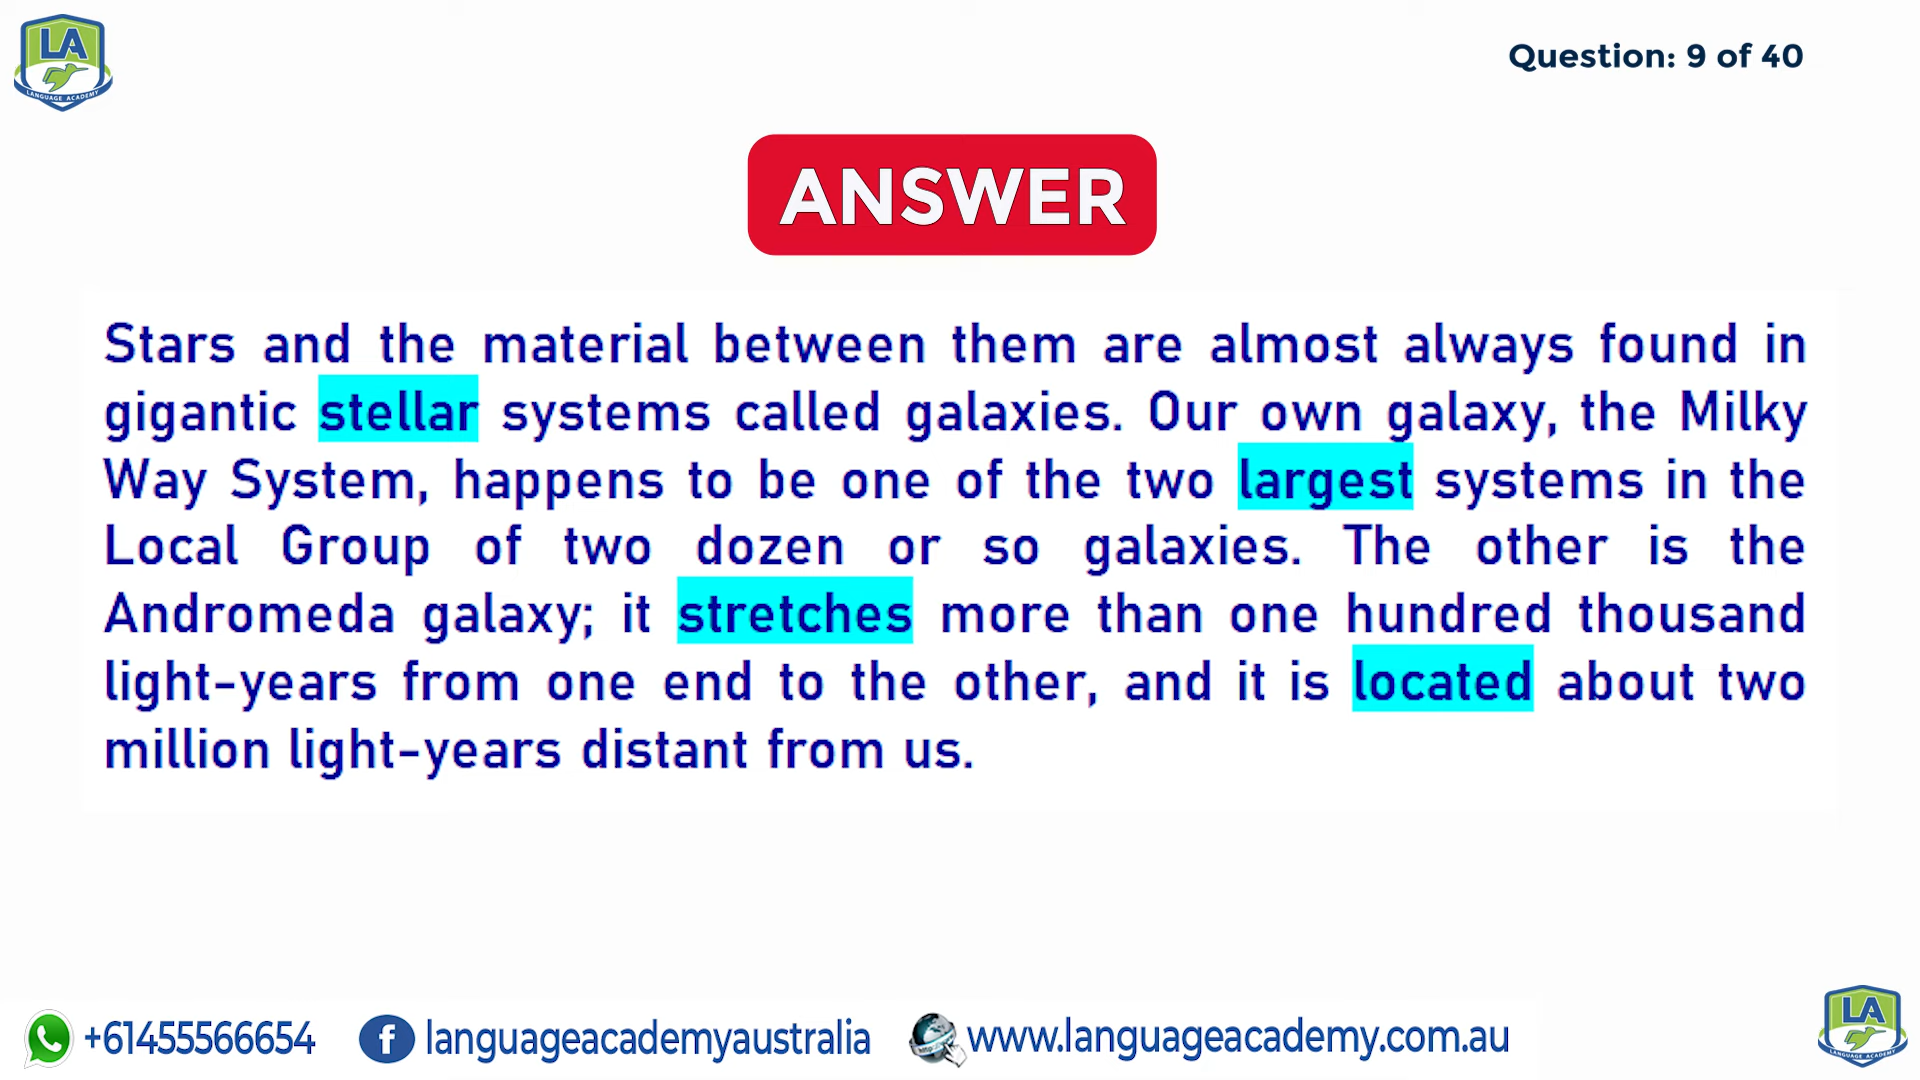 LA
LANGUAGE ACADEMY
Question: 9 of 40
ANSWER
Stars and the material between them are almost always found in
gigantic stellar systems called galaxies. Our own galaxy, the Milky
Way System, happens to be one of the two largest systems in the
Local Group of two dozen or so galaxies. The other is the
Andromeda galaxy; it stretches more than one hundred thousand
light-years from one end to the other, and it is located about two
million light-years distant from us.
+61455566654
f languageacademyaustralia
http:// www.languageacademy.com.au
LA
LANGUAGE ACADEMY